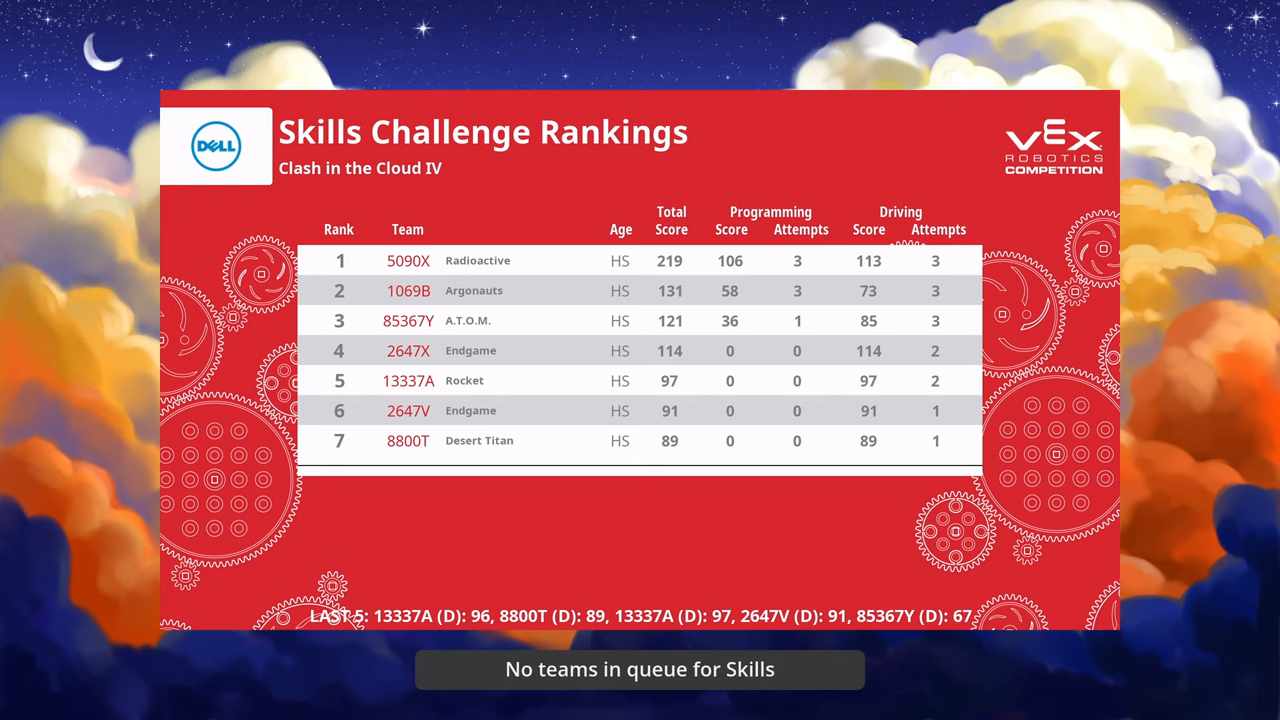 DELL
Skills Challenge Rankings
Clash in the Cloud IV
VEX
ROBOTICS
COMPETITION
Total Programming Driving
Rank Team Age Score Score Attempts Score Attempts
1 5090X Radioactive HS 219 106 3 113 3
2 1069B Argonauts HS 131 58 3 73 3
3 85367Y A.T.O.M. HS 121 36 1 85 3
4 2647X Endgame HS 114 0 0 114 2
5 13337A Rocket HS 97 0 0 97 2
6 2647V Endgame HS 91 0 0 91 1
7 8800T Desert Titan HS 89 0 0 89 1
LAST 5: 13337A (D): 96, 8800T (D): 89, 13337A (D): 97, 2647V (D): 91, 85367Y (D): 67
No teams in queue for Skills